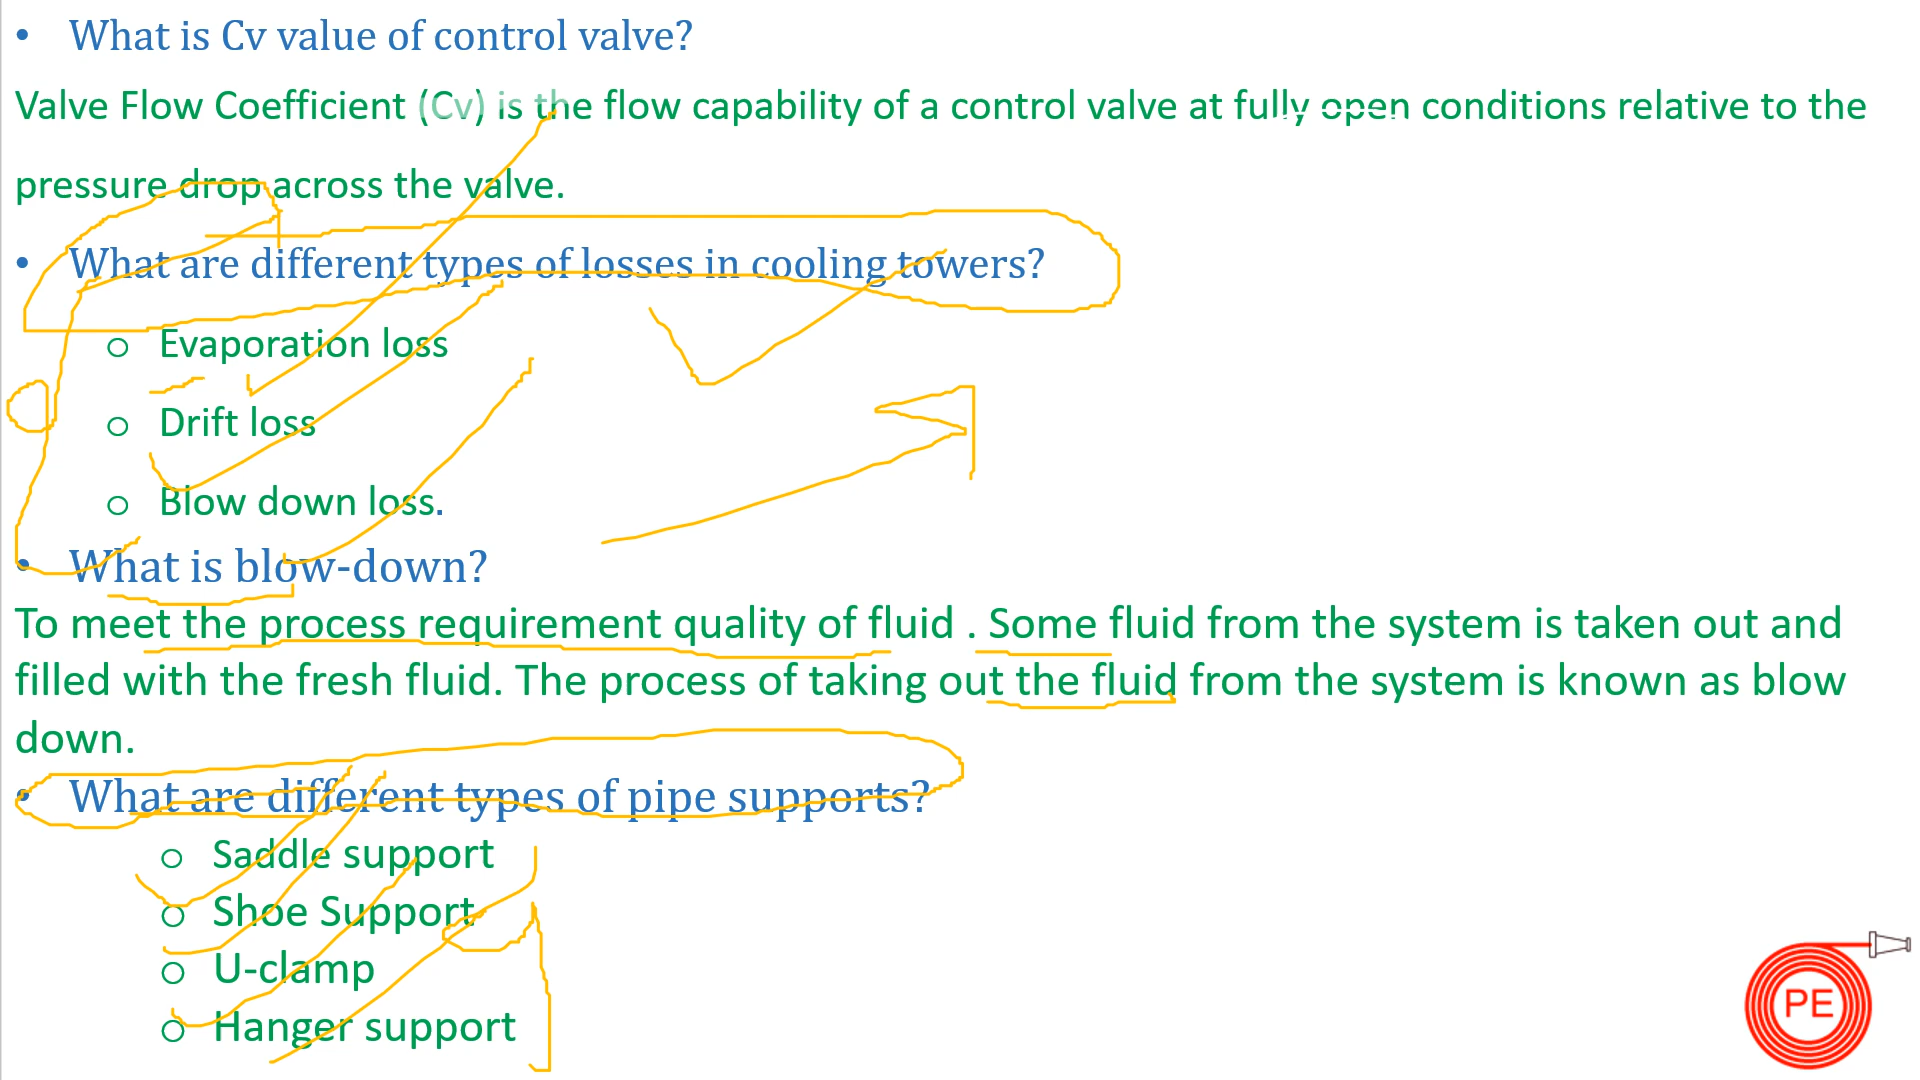 • What is Cv value of control valve?
Valve Flow Coefficient (Cv) is the flow capability of a control valve at fully open conditions relative to the
pressure drop across the valve.
• What are different types of losses in cooling towers?
o Evaporation loss
o Drift loss
o Blow down loss.
• What is blow-down?
To meet the process requirement quality of fluid . Some fluid from the system is taken out and
filled with the fresh fluid. The process of taking out the fluid from the system is known as blow
down.
• What are different types of pipe supports?
o Saddle support
o Shoe Support
o U-clamp
o Hanger support
PE